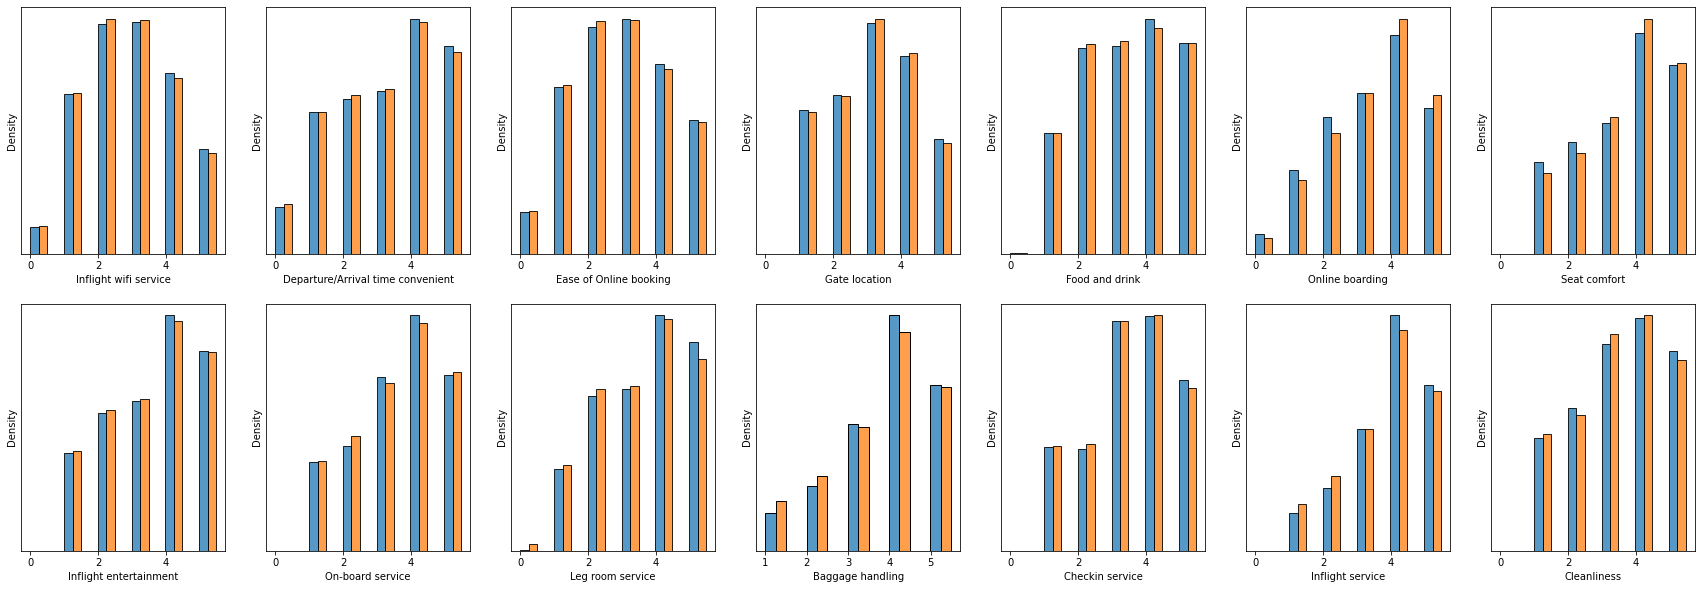 Density
0 2 4
Inflight wifi service
Density
0 2 4
Departure/Arrival time convenient
Density
0 2 4
Ease of Online booking
Density
0 2 4
Gate location
Density
0 2 4
Food and drink
Density
0 2 4
Online boarding
Density
0 2 4
Seat comfort
Density
0 2 4
Inflight entertainment
Density
0 2 4
On-board service
Density
0 2 4
Leg room service
Density
1 2 3 4 5
Baggage handling
Density
0 2 4
Checkin service
Density
0 2 4
Inflight service
Density
0 2 4
Cleanliness